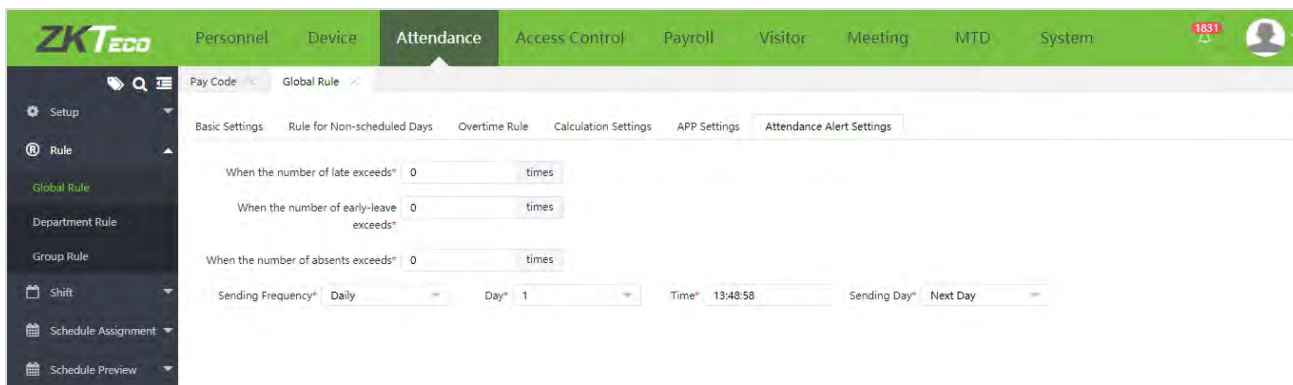 ZKTECO Personnel Device Attendance Access Control Payroll Visitor Meeting MTD System 1831
Pay Code Global Rule
Setup
Basic Settings Rule for Non-scheduled Days Overtime Rule Calculation Settings APP Settings Attendance Alert Settings
Rule
When the number of late exceeds* 0 times
Global Rule
When the number of early-leave exceeds* 0 times
Department Rule
Group Rule
When the number of absents exceeds* 0 times
Shift
Sending Frequency* Daily Day* 1 Time* 13:48:58 Sending Day* Next Day
Schedule Assignment
Schedule Preview